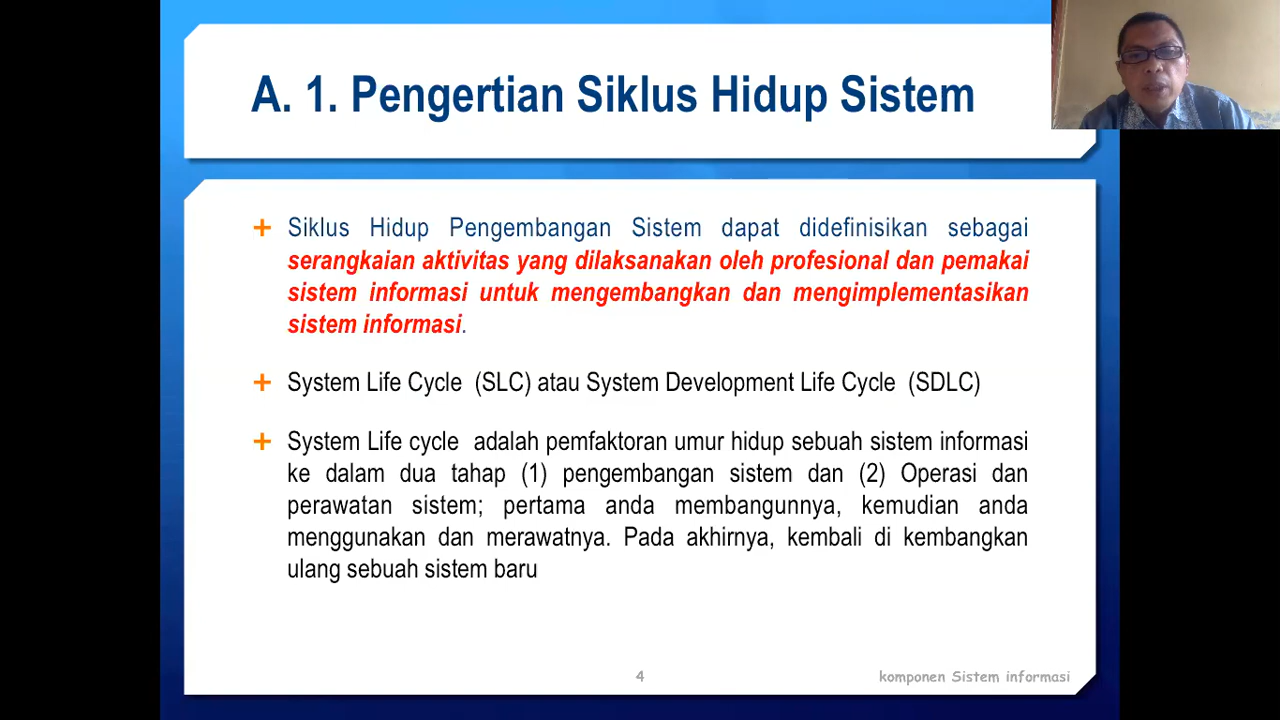 A. 1. Pengertian Siklus Hidup Sistem
Siklus Hidup Pengembangan Sistem dapat didefinisikan sebagai
serangkaian aktivitas yang dilaksanakan oleh profesional dan pemakai
sistem informasi untuk mengembangkan dan mengimplementasikan
sistem informasi.
System Life Cycle (SLC) atau System Development Life Cycle (SDLC)
System Life cycle adalah pemfaktoran umur hidup sebuah sistem informasi
ke dalam dua tahap (1) pengembangan sistem dan (2) Operasi dan
perawatan sistem; pertama anda membangunnya, kemudian anda
menggunakan dan merawatnya. Pada akhirnya, kembali di kembangkan
ulang sebuah sistem baru
4
komponen Sistem informasi